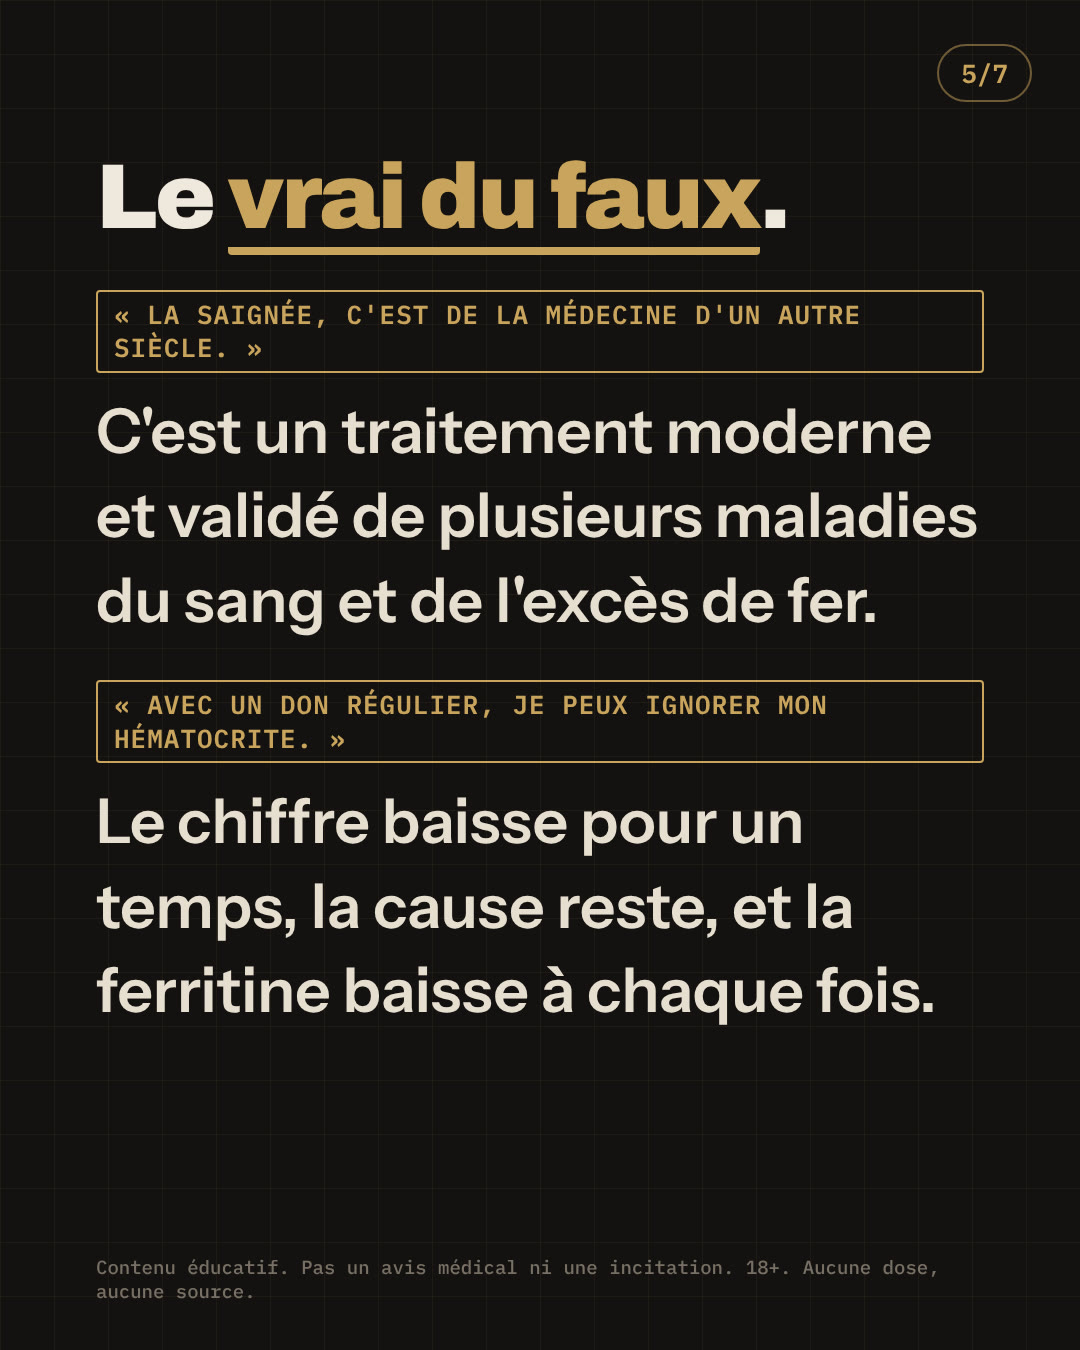 5/7
Le vrai du faux.
« LA SAIGNÉE, C'EST DE LA MÉDECINE D'UN AUTRE
SIÈCLE. »
C'est un traitement moderne
et validé de plusieurs maladies
du sang et de l'excès de fer.
« AVEC UN DON RÉGULIER, JE PEUX IGNORER MON
HÉMATOCRITE. »
Le chiffre baisse pour un
temps, la cause reste, et la
ferritine baisse à chaque fois.
Contenu éducatif. Pas un avis médical ni une incitation. 18+. Aucune dose,
aucune source.